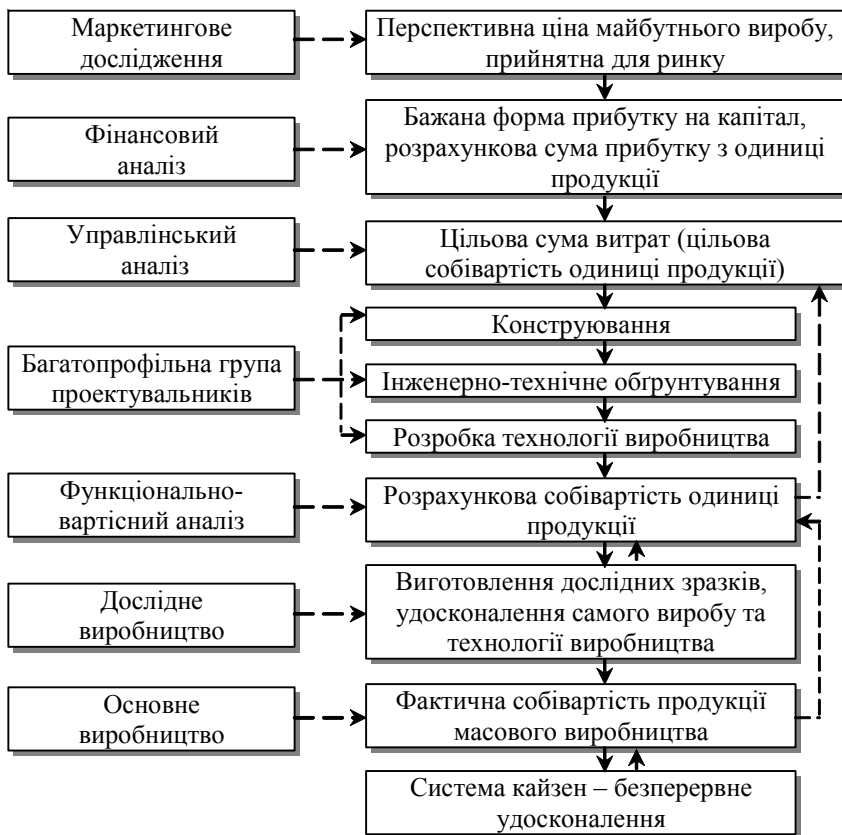 Маркетингове
дослідження
Перспективна ціна майбутнього виробу,
прийнятна для ринку
Фінансовий
аналіз
Бажана форма прибутку на капітал,
розрахункова сума прибутку з одиниці
продукції
Управлінський
аналіз
Цільова сума витрат (цільова
собівартість одиниці продукції)
Конструювання
Багатопрофільна група
проектувальників
Інженерно-технічне обґрунтування
Розробка технології виробництва
Функціонально-
вартісний аналіз
Розрахункова собівартість одиниці
продукції
Дослідне
виробництво
Виготовлення дослідних зразків,
удосконалення самого виробу та
технології виробництва
Основне
виробництво
Фактична собівартість продукції
масового виробництва
Система кайзен – безперервне
удосконалення